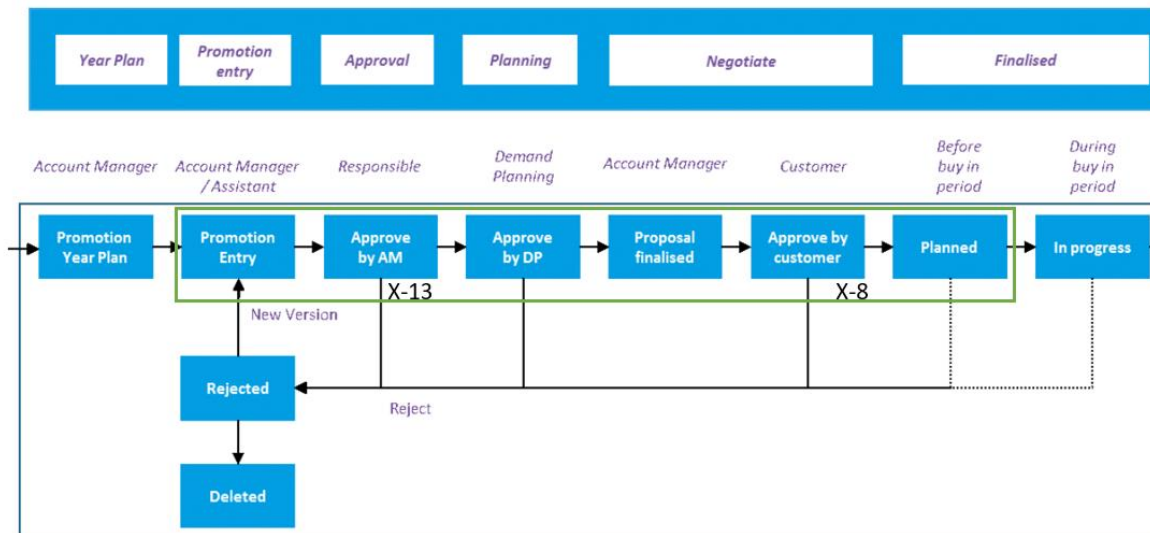 Year Plan
Promotion
entry
Approval
Planning
Negotiate
Finalised
Account Manager
Account Manager
/ Assistant
Responsible
Demand
Planning
Account Manager
Customer
Before
buy in
period
During
buy in
period
Promotion
Year Plan
Promotion
Entry
Approve
by AM
Approve
by DP
Proposal
finalised
Approve by
customer
Planned
In progress
X-13
X-8
New Version
Rejected
Reject
Deleted